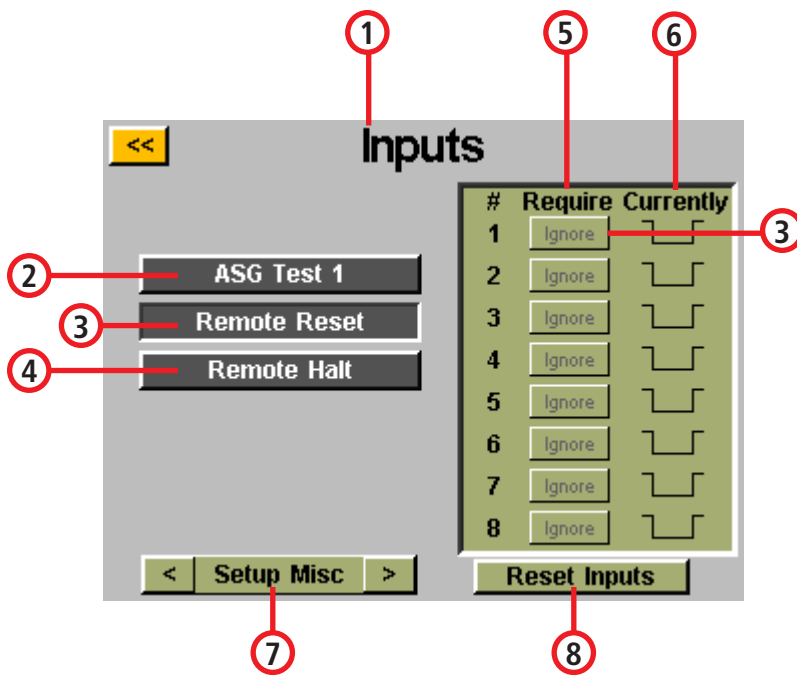 1 5 6
<< Inputs
# Require Currently
1 Ignore 3
2 ASG Test 1 2 Ignore
3 Remote Reset 3 Ignore
4 Remote Halt 4 Ignore
5 Ignore
6 Ignore
7 Ignore
8 Ignore
< Setup Misc > Reset Inputs
7 8